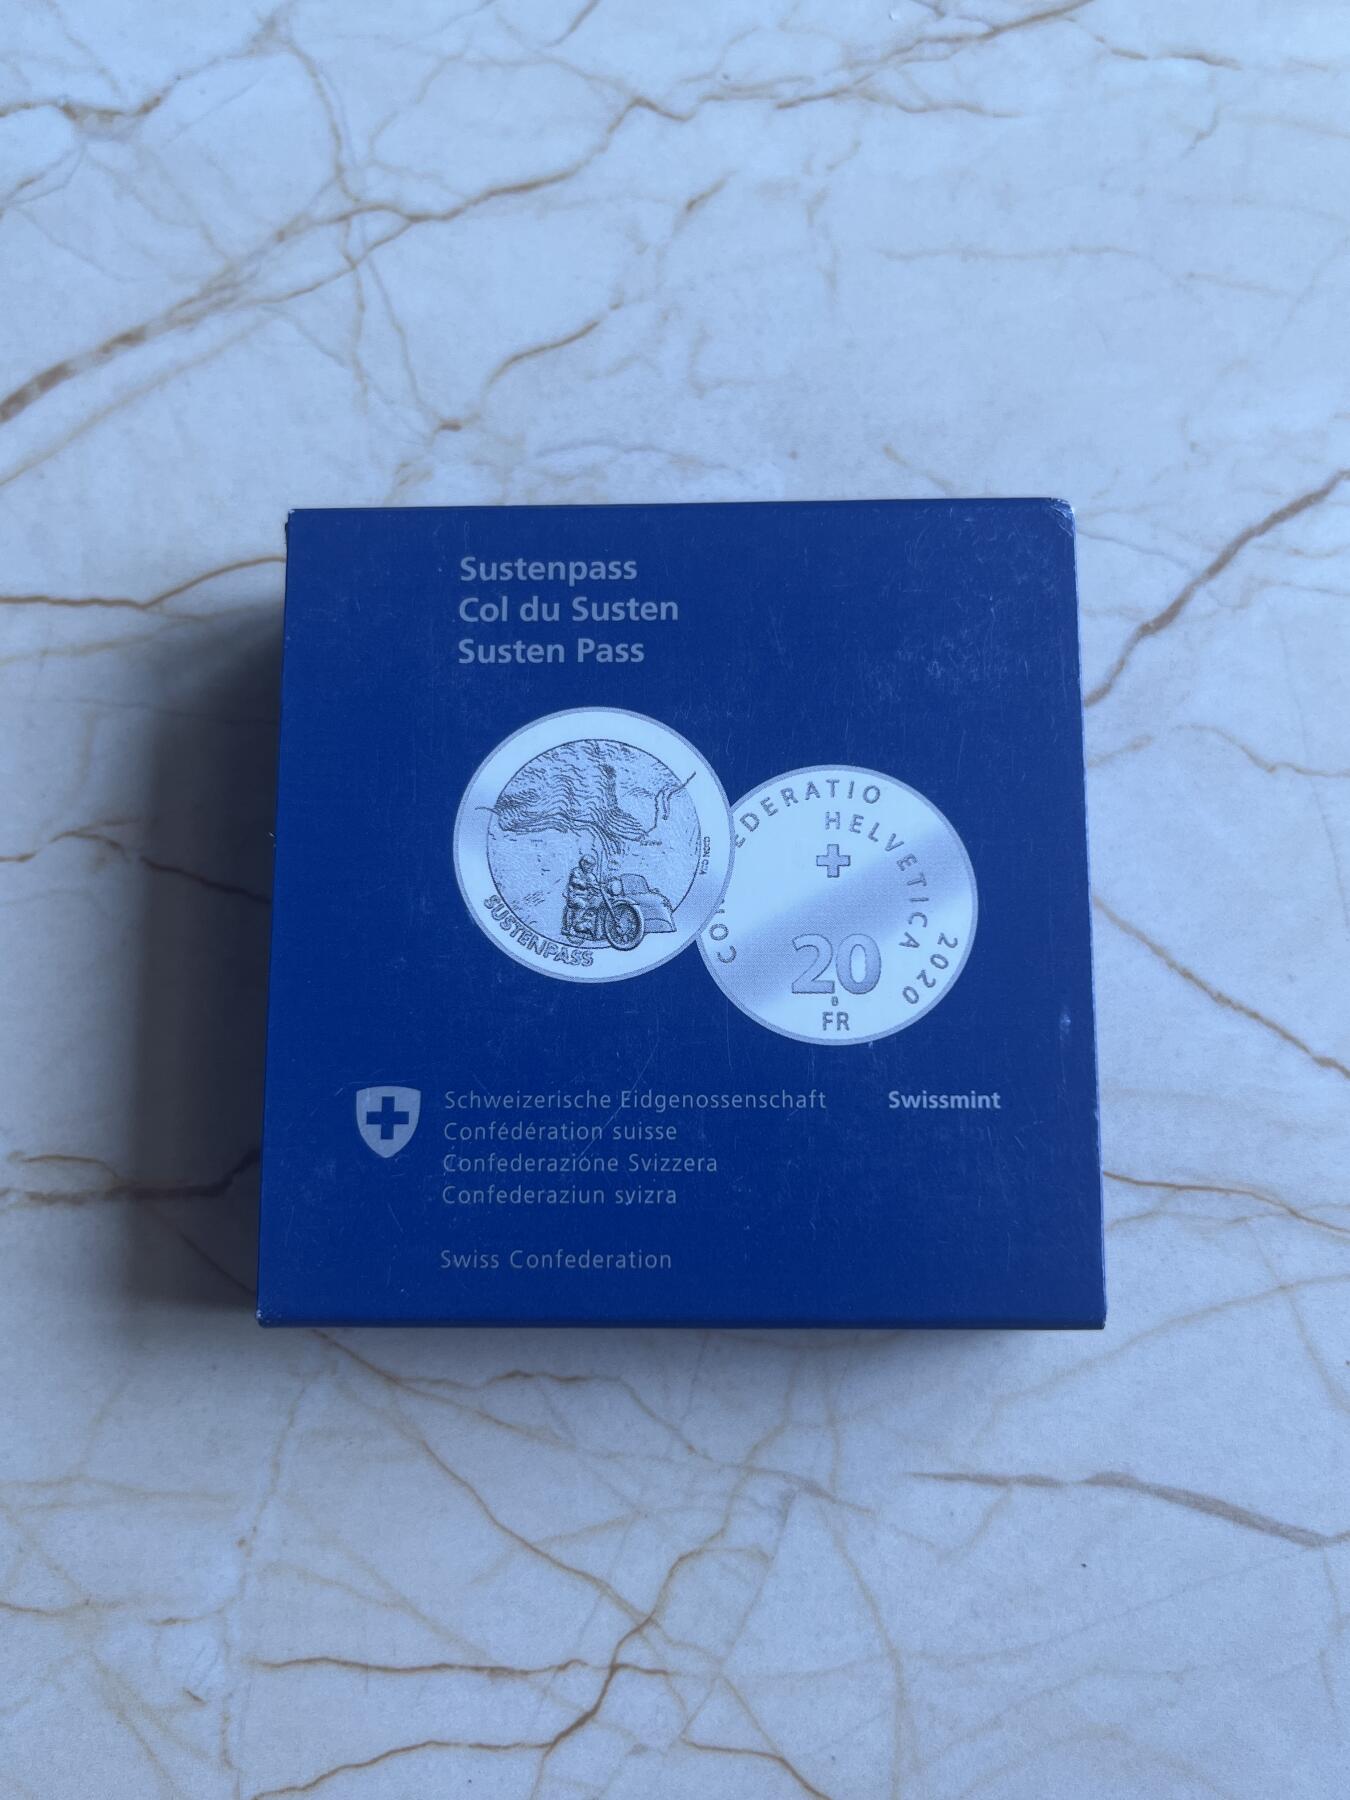 Sustenpass
Col du Susten
Susten Pass
SUSTENPASS
CONFEDERATIO
HELVETICA 2020
20
B
FR
Schweizerische Eidgenossenschaft
Swissmint
Confédération suisse
Confederazione Svizzera
Confederaziun svizra
Swiss Confederation